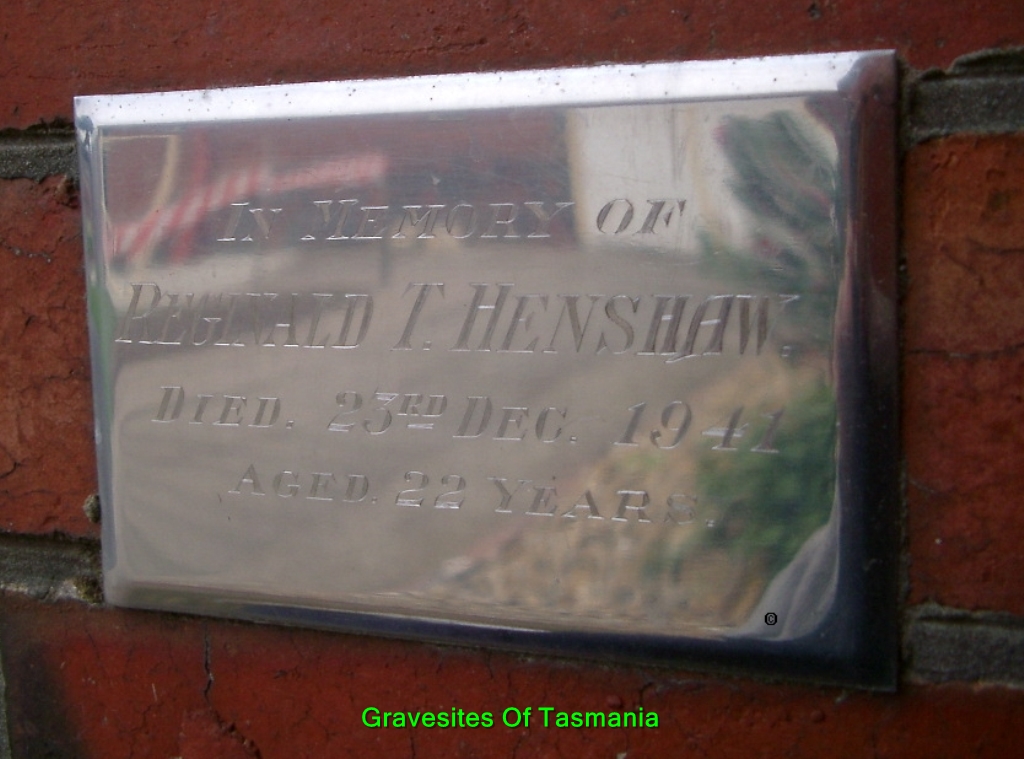 IN MEMORY OF
REGINALD T. HENSHAW.
DIED. 23RD DEC. 1941
AGED. 22 YEARS.
©
Gravesites Of Tasmania